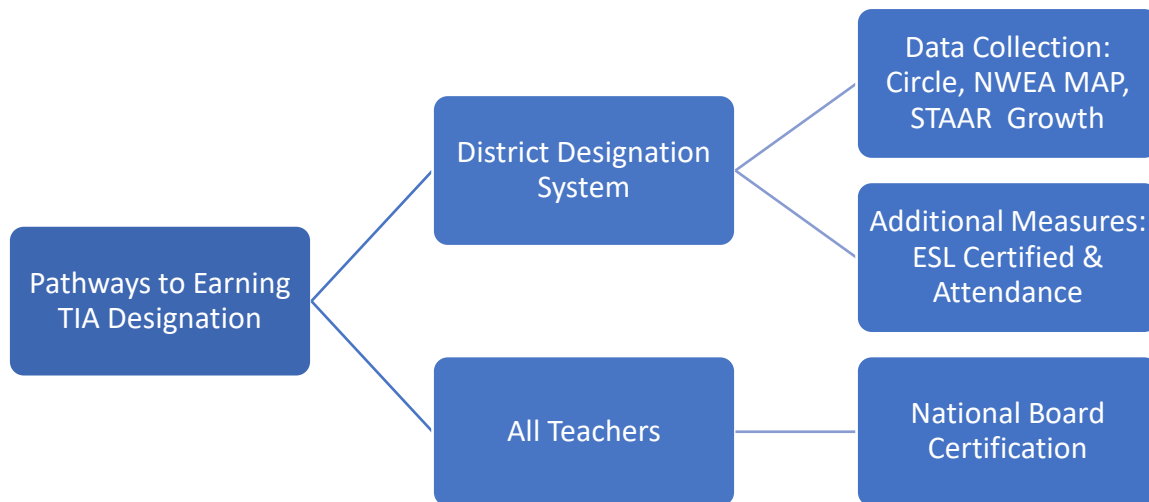 Pathways to Earning
TIA Designation
District Designation
System
Data Collection:
Circle, NWEA MAP,
STAAR  Growth
Additional Measures:
ESL Certified &
Attendance
All Teachers
National Board
Certification